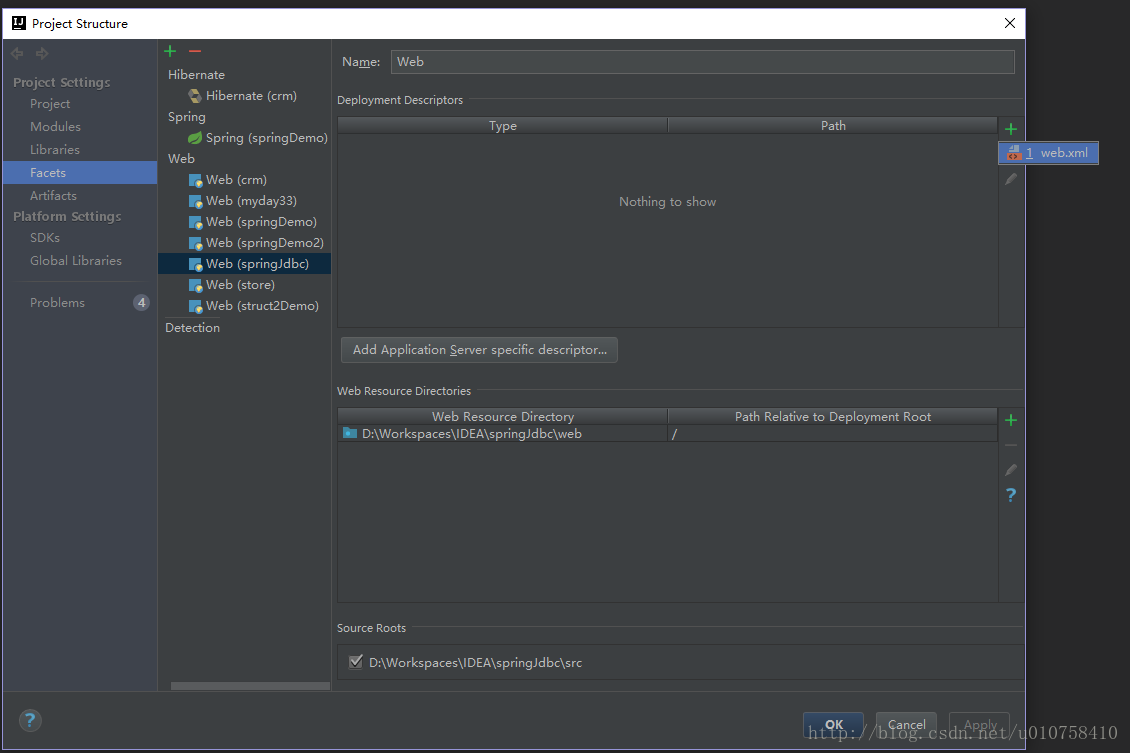 Project Structure
Project Settings
Project
Modules
Libraries
Facets
Artifacts
Platform Settings
SDKs
Global Libraries
Problems 4
Hibernate
Hibernate (crm)
Spring
Spring (springDemo)
Web
Web (crm)
Web (myday33)
Web (springDemo)
Web (springDemo2)
Web (springJdbc)
Web (store)
Web (struct2Demo)
Detection
Name: Web
Deployment Descriptors
Type Path
1 web.xml
Nothing to show
Add Application Server specific descriptor...
Web Resource Directories
Web Resource Directory Path Relative to Deployment Root
D:\Workspaces\IDEA\springJdbc\web /
?
Source Roots
D:\Workspaces\IDEA\springJdbc\src
?
OK Cancel Apply
http://blog.csdn.net/u010758410